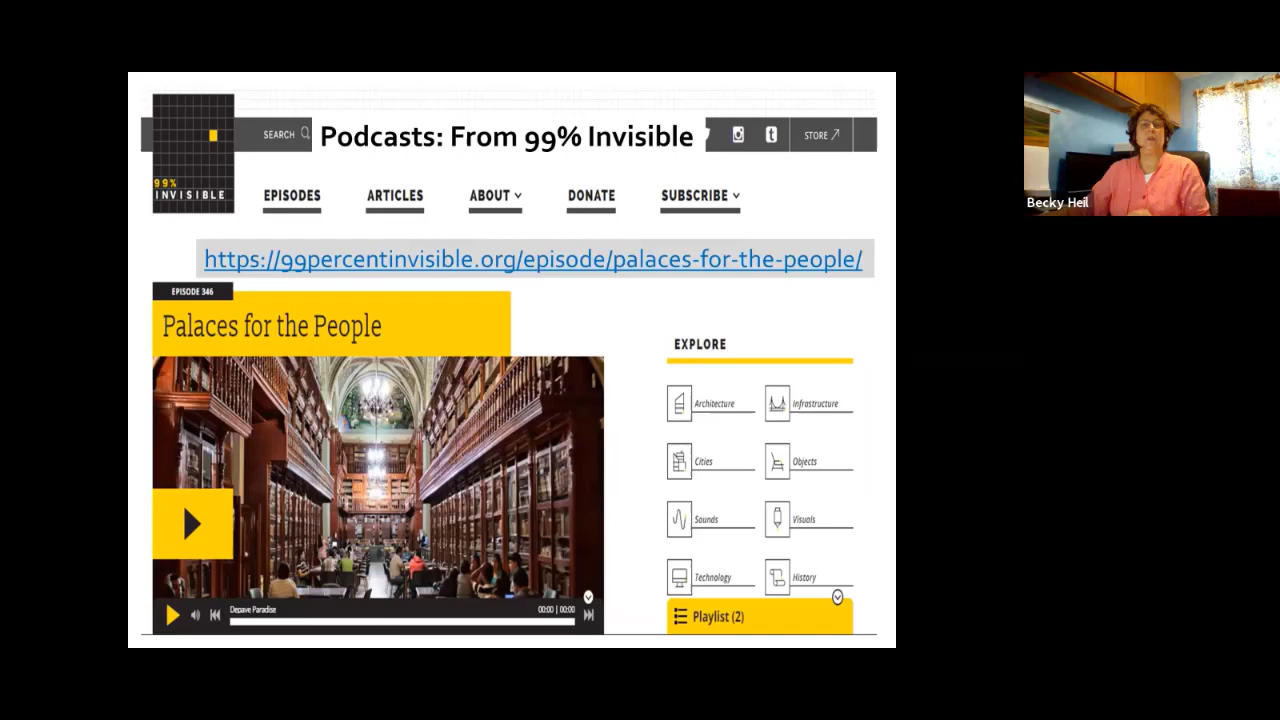 SEARCH
Podcasts: From 99% Invisible
t
STORE
99%
INVISIBLE
EPISODES
ARTICLES
ABOUT
DONATE
SUBSCRIBE
Becky Heil
https://99percentinvisible.org/episode/palaces-for-the-people/
EPISODE 346
Palaces for the People
EXPLORE
Architecture
Infrastructure
Cities
Objects
Sounds
Visuals
Technology
History
Depave Paradise
00:00 | 00:00
Playlist (2)